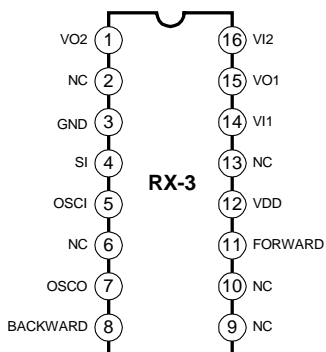 VO2 1 16 VI2
NC 2 15 VO1
GND 3 14 VI1
SI 4 13 NC
RX-3
OSCI 5 12 VDD
NC 6 11 FORWARD
OSCO 7 10 NC
BACKWARD 8 9 NC